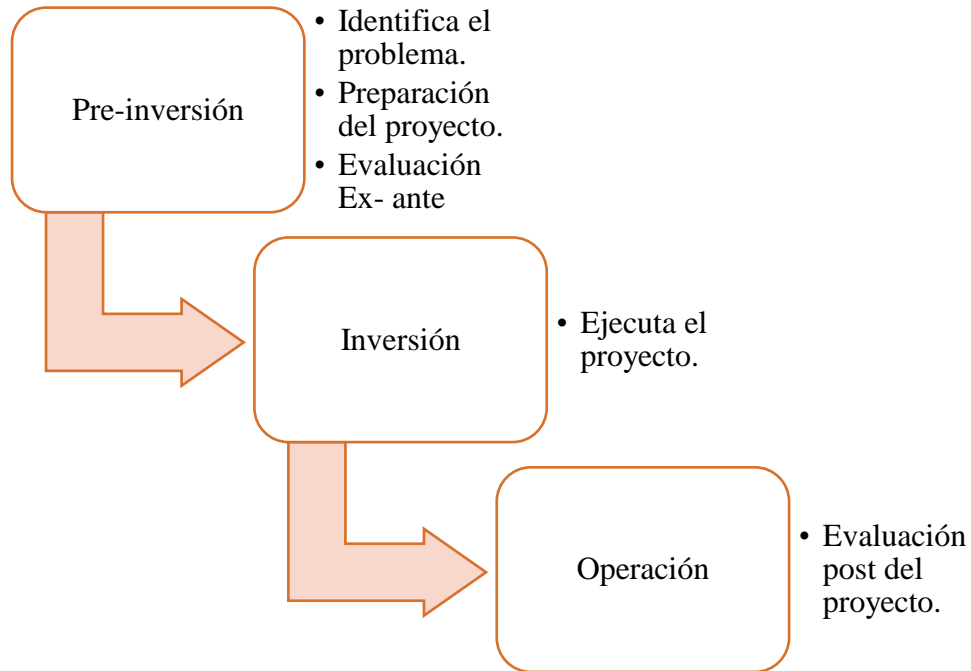 Pre-inversión
• Identifica el
problema.
• Preparación
del proyecto.
• Evaluación
Ex- ante
Inversión
• Ejecuta el
proyecto.
Operación
• Evaluación
post del
proyecto.